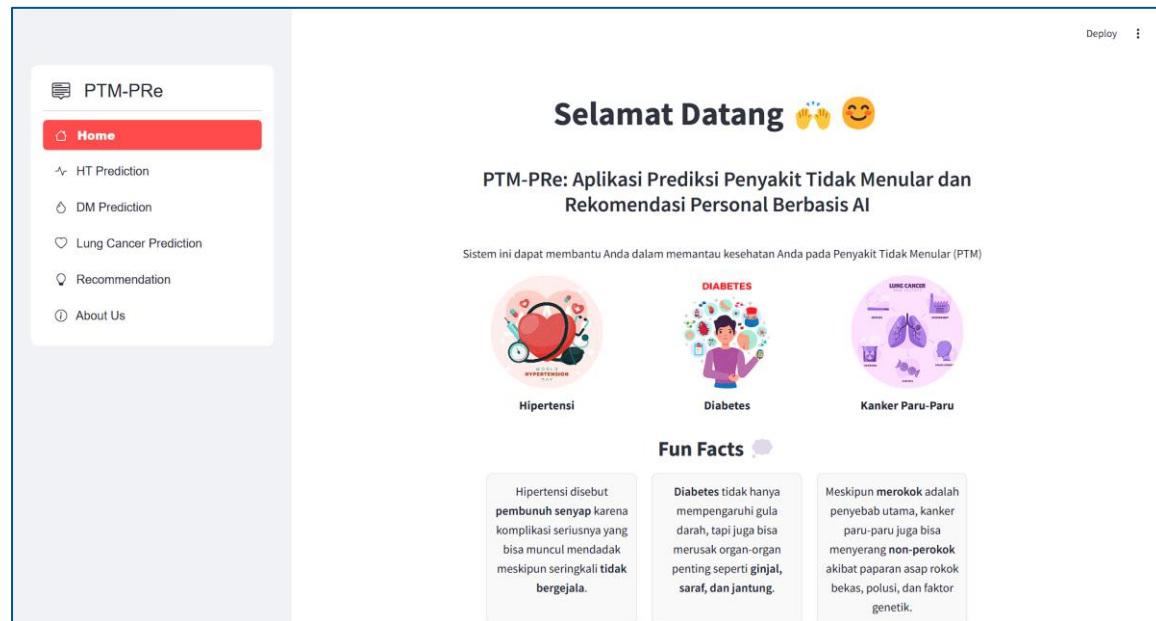 Deploy
PTM-PRe
Home
HT Prediction
DM Prediction
Lung Cancer Prediction
Recommendation
About Us
Selamat Datang
PTM-PRe: Aplikasi Prediksi Penyakit Tidak Menular dan
Rekomendasi Personal Berbasis AI
Sistem ini dapat membantu Anda dalam memantau kesehatan Anda pada Penyakit Tidak Menular (PTM)
WORLD
HYPERTENSION
DAY
DIABETES
LUNG CANCER
Hipertensi
Diabetes
Kanker Paru-Paru
Fun Facts
Hipertensi disebut
pembunuh senyap karena
komplikasi seriusnya yang
bisa muncul mendadak
meskipun seringkali tidak
bergejala.
Diabetes tidak hanya
mempengaruhi gula
darah, tapi juga bisa
merusak organ-organ
penting seperti ginjal,
saraf, dan jantung.
Meskipun merokok adalah
penyebab utama, kanker
paru-paru juga bisa
menyerang non-perokok
akibat paparan asap rokok
bekas, polusi, dan faktor
genetik.